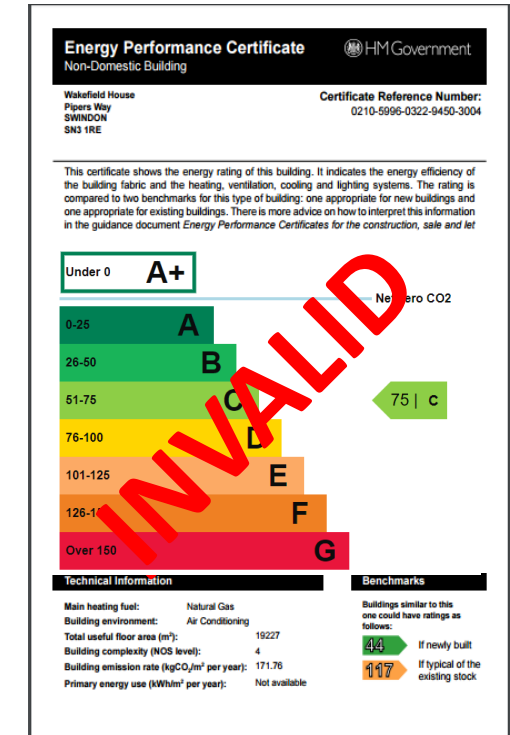 Energy Performance Certificate
HM Government
Non-Domestic Building
Wakefield House
Pipers Way
SWINDON
SN3 1RE
Certificate Reference Number:
0210-5996-0322-9450-3004
This certificate shows the energy rating of this building. It indicates the energy efficiency of
the building fabric and the heating, ventilation, cooling and lighting systems. The rating is
compared to two benchmarks for this type of building: one appropriate for new buildings and
one appropriate for existing buildings. There is more advice on how to interpret this information
in the guidance document Energy Performance Certificates for the construction, sale and let
Under 0 A+
CO2
0-25 A
26-50 B
51-75 C
75 | C
76-100 D
101-125 E
F
Over 150 G
INVALID
Technical Information
Main heating fuel: Natural Gas
Building environment: Air Conditioning
Total useful floor area (m²): 19227
Building complexity (NOS level): 4
Building emission rate (kgCO₂/m² per year): 171.76
Primary energy use (kWh/m² per year): Not available
Benchmarks
Buildings similar to this
one could have ratings as
follows:
44 If newly built
117 If typical of the
existing stock